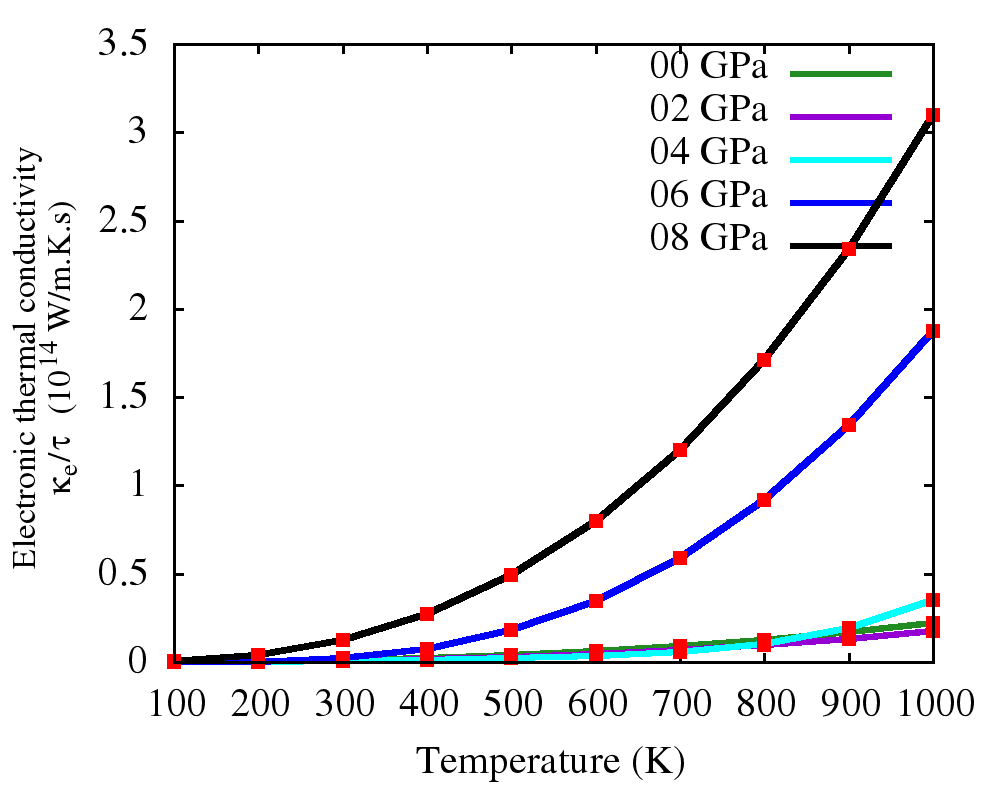 3.5
3
2.5
2
1.5
1
0.5
0
100 200 300 400 500 600 700 800 900 1000
Temperature (K)
Electronic thermal conductivity
κe/τ (10^14 W/m.K.s)
00 GPa
02 GPa
04 GPa
06 GPa
08 GPa